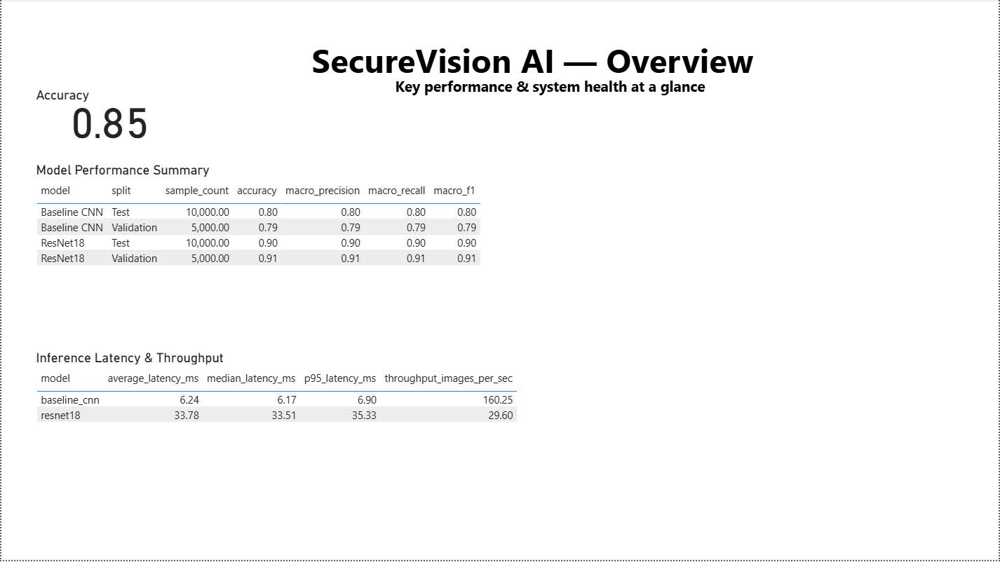 SecureVision AI — Overview
Key performance & system health at a glance
Accuracy
0.85
Model Performance Summary
model split sample_count accuracy macro_precision macro_recall macro_f1
Baseline CNN Test 10,000.00 0.80 0.80 0.80 0.80
Baseline CNN Validation 5,000.00 0.79 0.79 0.79 0.79
ResNet18 Test 10,000.00 0.90 0.90 0.90 0.90
ResNet18 Validation 5,000.00 0.91 0.91 0.91 0.91
Inference Latency & Throughput
model average_latency_ms median_latency_ms p95_latency_ms throughput_images_per_sec
baseline_cnn 6.24 6.17 6.90 160.25
resnet18 33.78 33.51 35.33 29.60